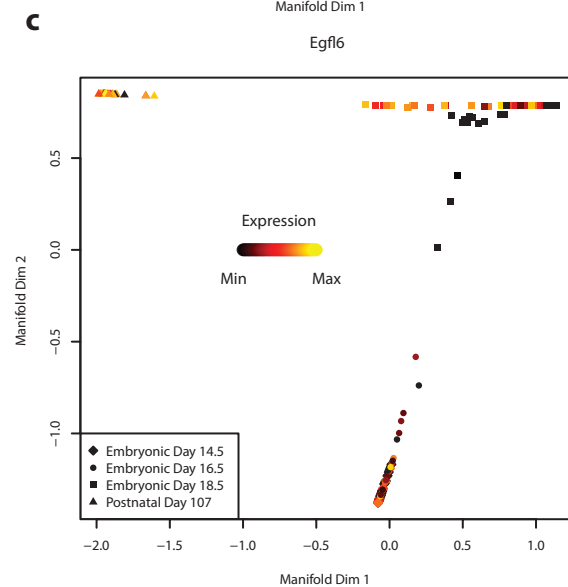 Manifold Dim 1
c
Egfl6
0.5
0.0
−0.5
−1.0
Manifold Dim 2
Expression
Min Max
Embryonic Day 14.5
Embryonic Day 16.5
Embryonic Day 18.5
Postnatal Day 107
−2.0 −1.5 −1.0 −0.5 0.0 0.5 1.0
Manifold Dim 1